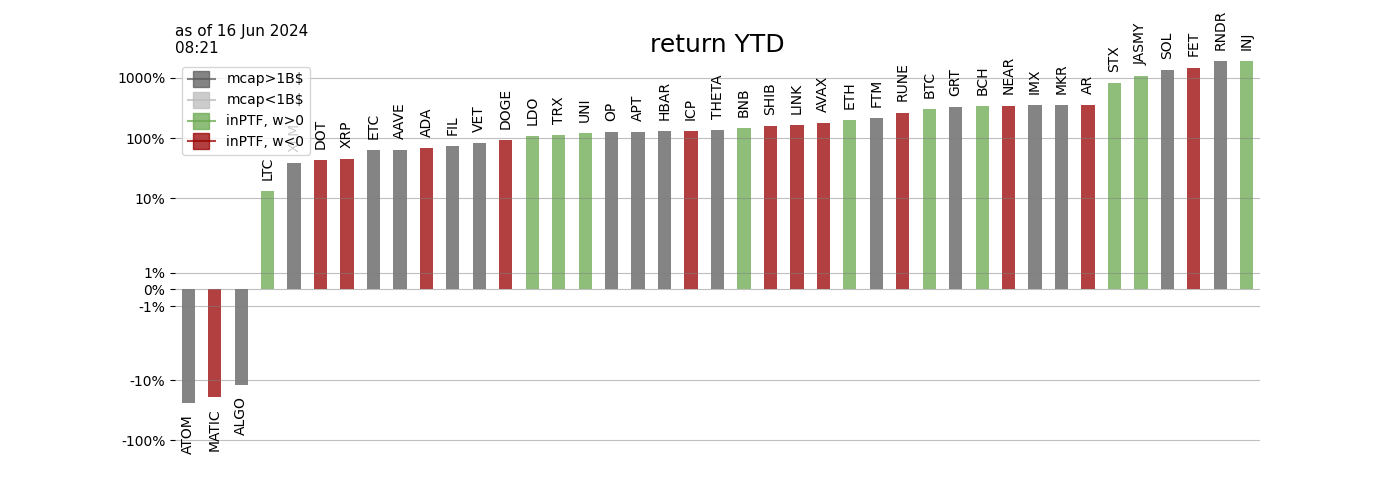 as of 16 Jun 2024
08:21
return YTD
mcap>1B$
mcap<1B$
inPTF, w>0
inPTF, w<0
1000%
100%
10%
1%
0%
-1%
-10%
-100%
ATOM
MATIC
ALGO
LTC
DOT
XRP
ETC
AAVE
ADA
FIL
VET
DOGE
LDO
TRX
UNI
OP
APT
HBAR
ICP
THETA
BNB
SHIB
LINK
AVAX
ETH
FTM
RUNE
BTC
GRT
BCH
NEAR
IMX
MKR
AR
STX
JASMY
SOL
FET
RNDR
INJ